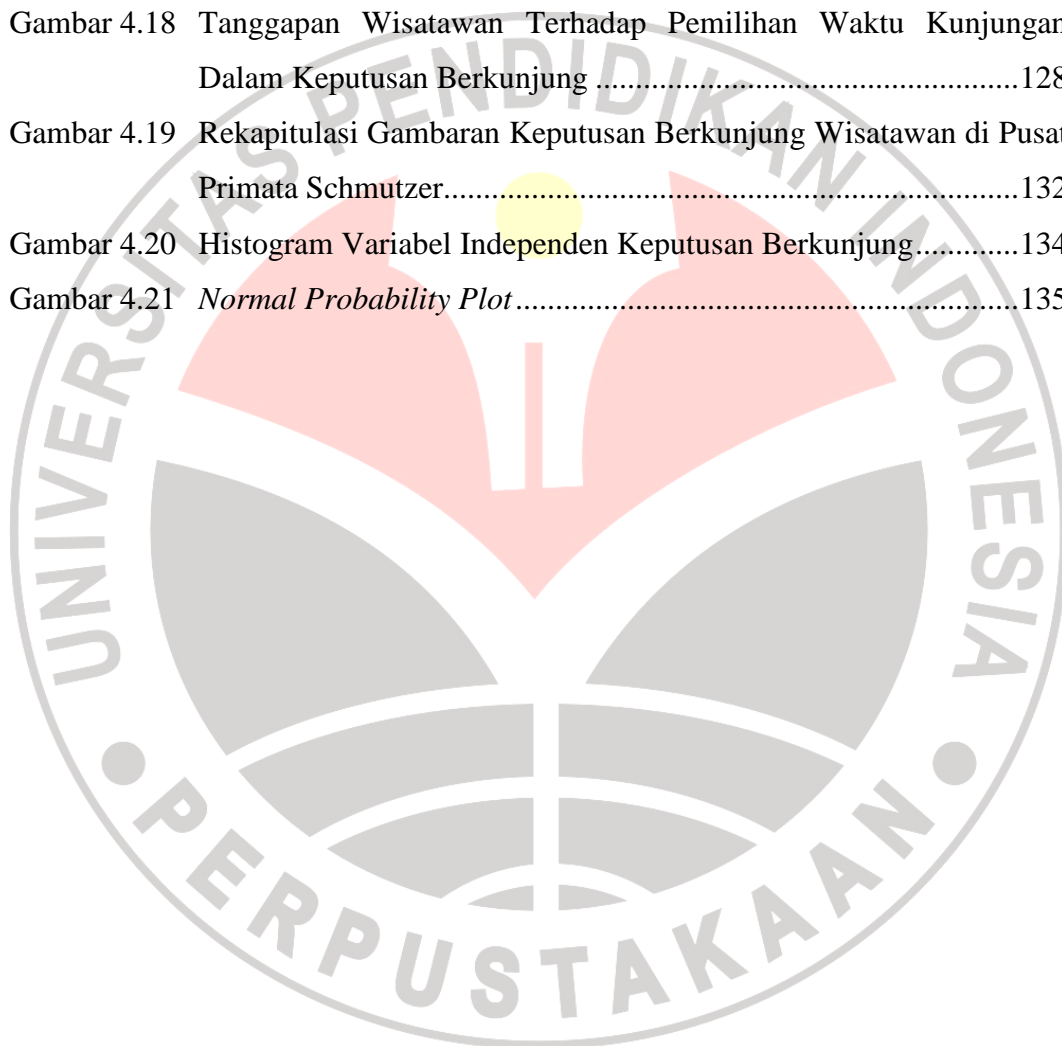 Gambar 4.18 Tanggapan Wisatawan Terhadap Pemilihan Waktu Kunjungan
Dalam Keputusan Berkunjung ......................................................128
Gambar 4.19 Rekapitulasi Gambaran Keputusan Berkunjung Wisatawan di Pusat
Primata Schmutzer.........................................................................132
Gambar 4.20 Histogram Variabel Independen Keputusan Berkunjung.............134
Gambar 4.21 Normal Probability Plot................................................................135
UNIVERSITAS PENDIDIKAN INDONESIA
PERPUSTAKAAN